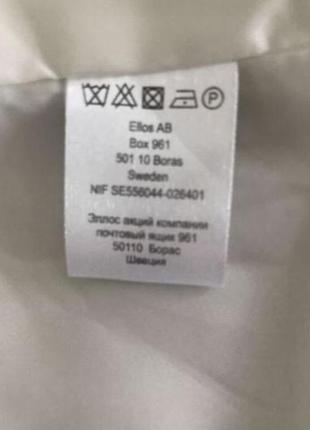 P
Ellos AB
Box 961
501 10 Boras
Sweden
NIF SE556044-026401
Эллос акций компании
почтовый ящик 961
50110 Борас
Швеция